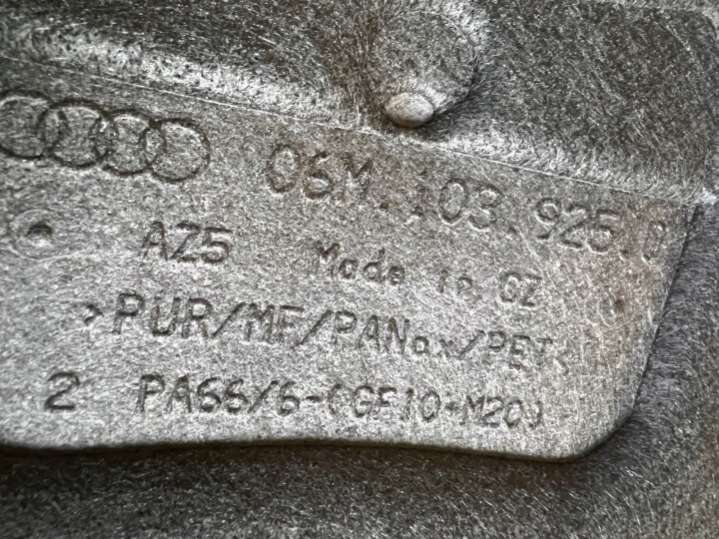 06M.103.925.D
AZ5 Made in CZ
>PUR/MF/PANox/PET<
2 PA66/6-(GF10+M20)